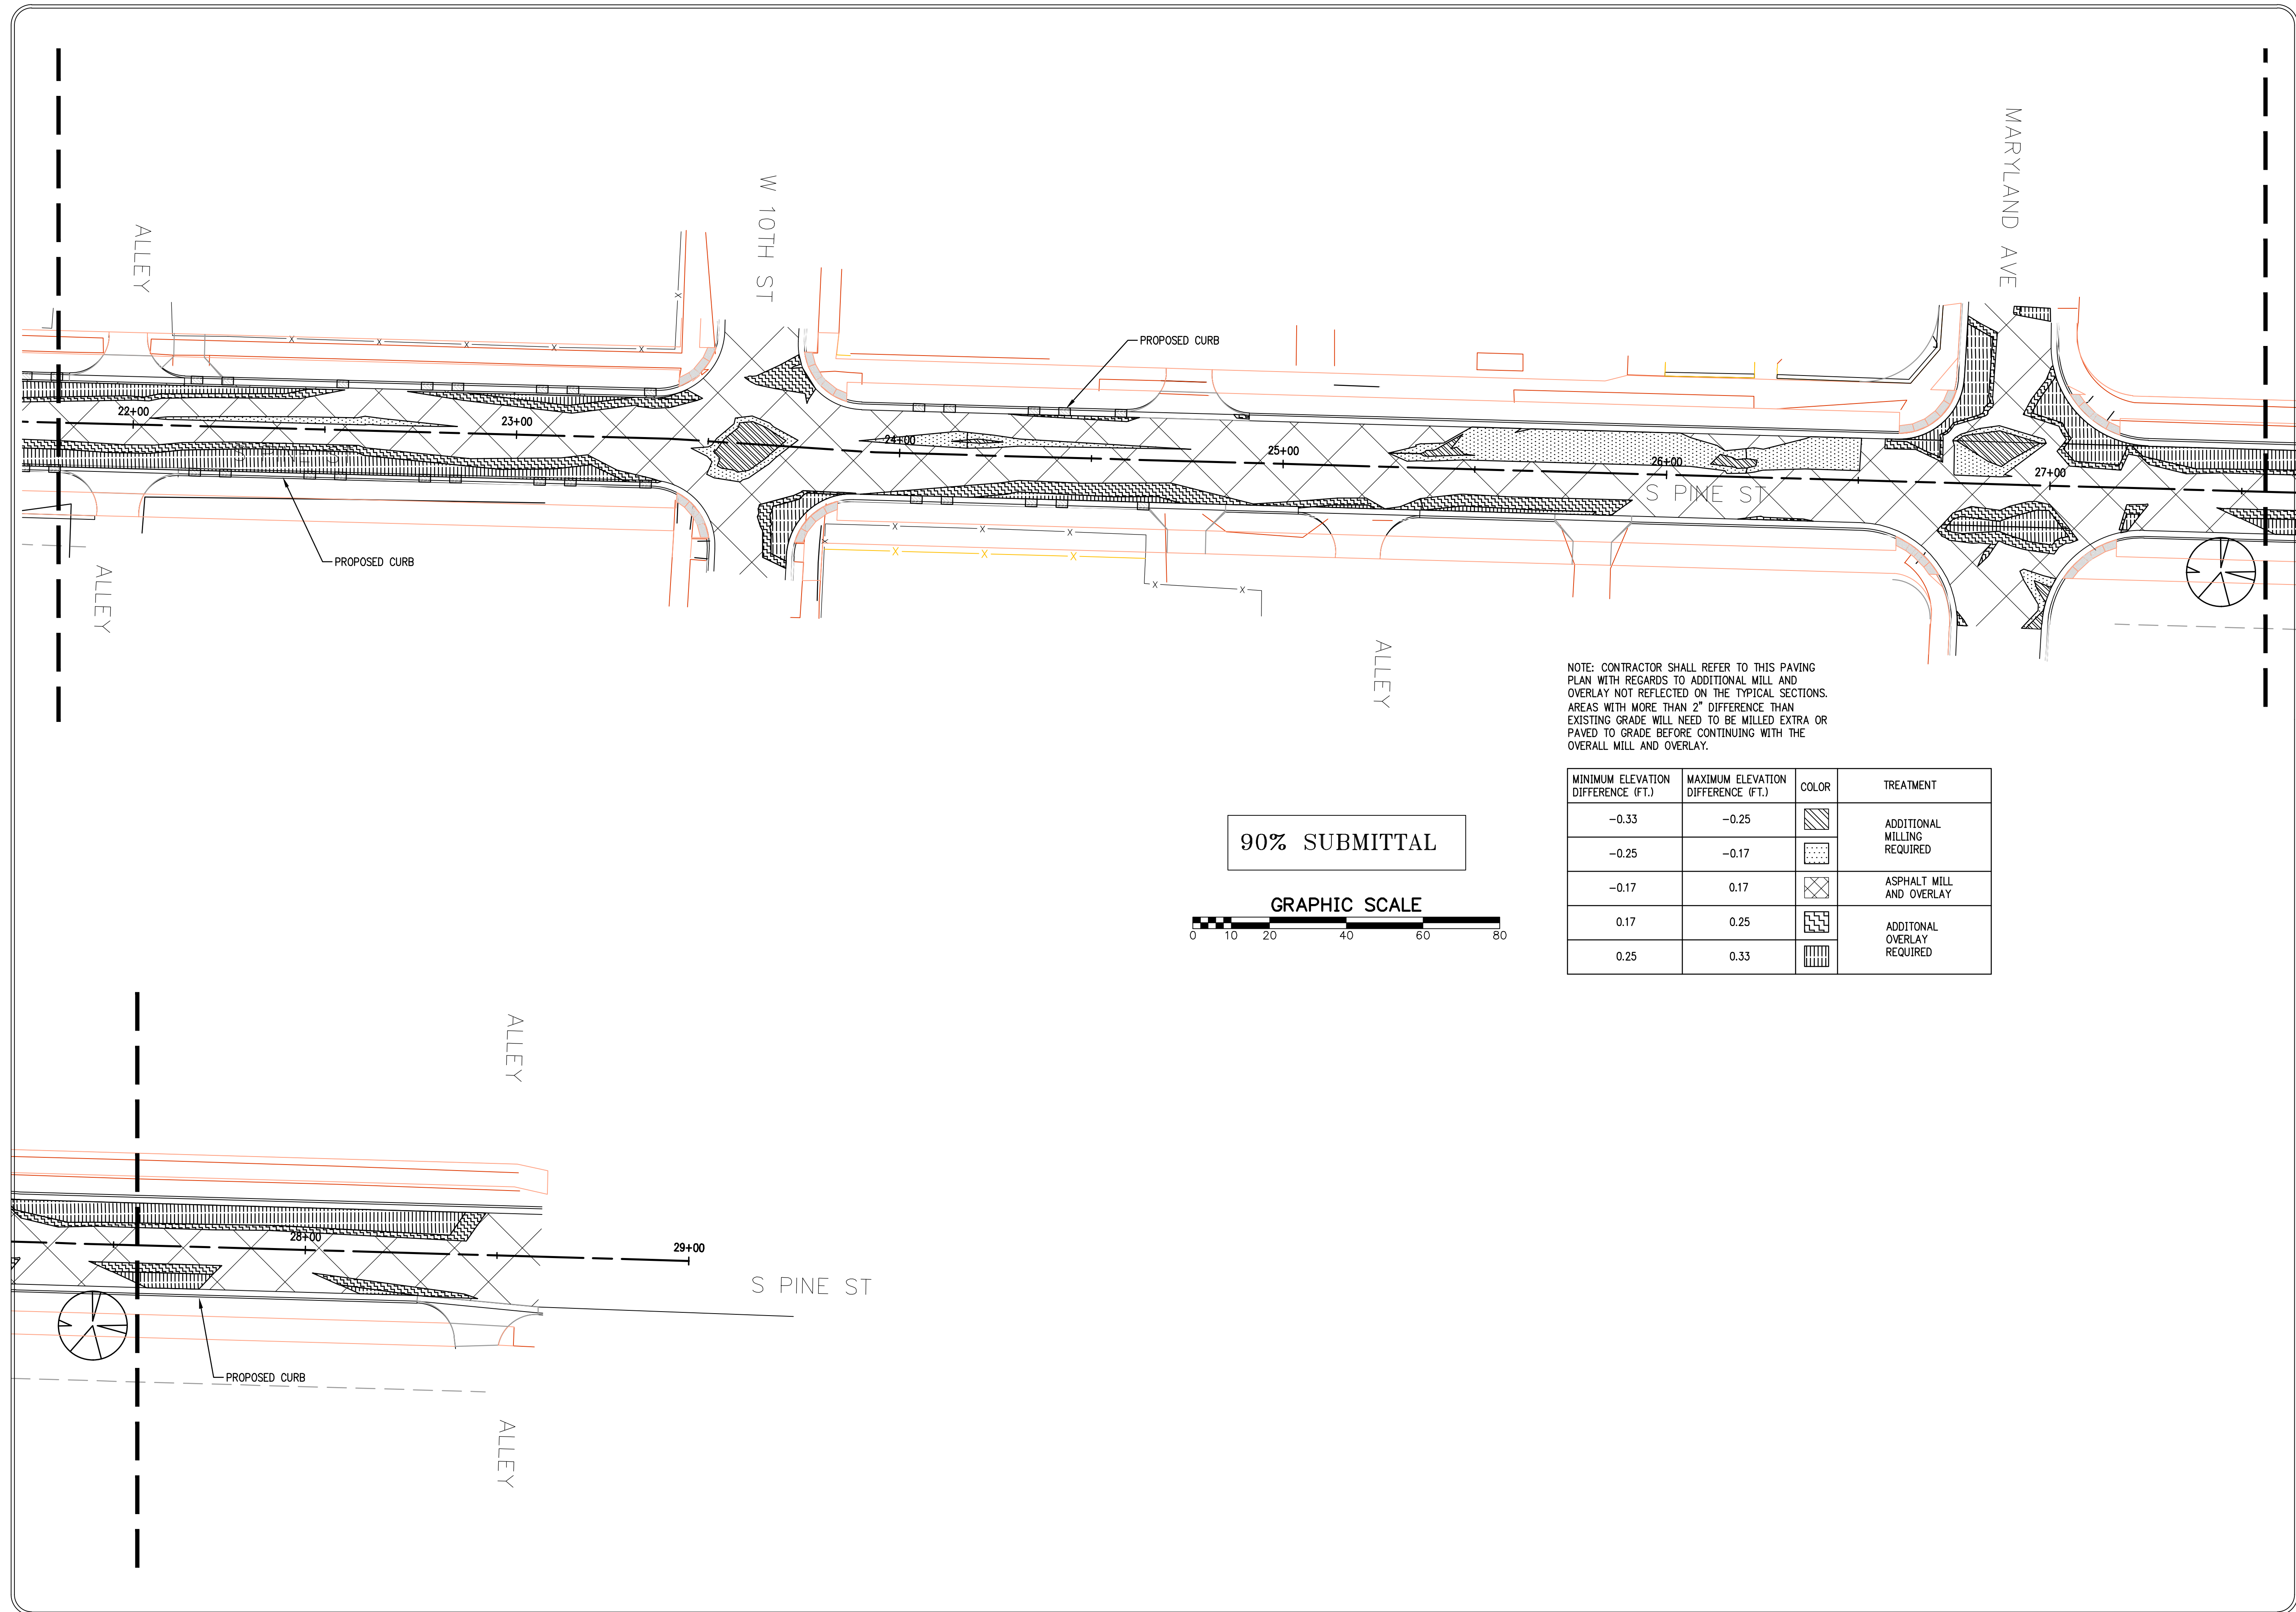 MARYLAND AVE
W 10TH ST
ALLEY
PROPOSED CURB
22+00
23+00
24+00
25+00
26+00
27+00
S PINE ST
S PINE ST
PROPOSED CURB
ALLEY
ALLEY
NOTE: CONTRACTOR SHALL REFER TO THIS PAVING
PLAN WITH REGARDS TO ADDITIONAL MILL AND
OVERLAY NOT REFLECTED ON THE TYPICAL SECTIONS.
AREAS WITH MORE THAN 2" DIFFERENCE THAN
EXISTING GRADE WILL NEED TO BE MILLED EXTRA OR
PAVED TO GRADE BEFORE CONTINUING WITH THE
OVERALL MILL AND OVERLAY.
MINIMUM ELEVATION
DIFFERENCE (FT.)
MAXIMUM ELEVATION
DIFFERENCE (FT.)
COLOR
TREATMENT
-0.33
-0.25
ADDITIONAL
MILLING
REQUIRED
-0.25
-0.17
-0.17
0.17
ASPHALT MILL
AND OVERLAY
0.17
0.25
ADDITONAL
OVERLAY
REQUIRED
0.25
0.33
90% SUBMITTAL
GRAPHIC SCALE
0 10 20 40 60 80
ALLEY
28+00
29+00
S PINE ST
PROPOSED CURB
ALLEY